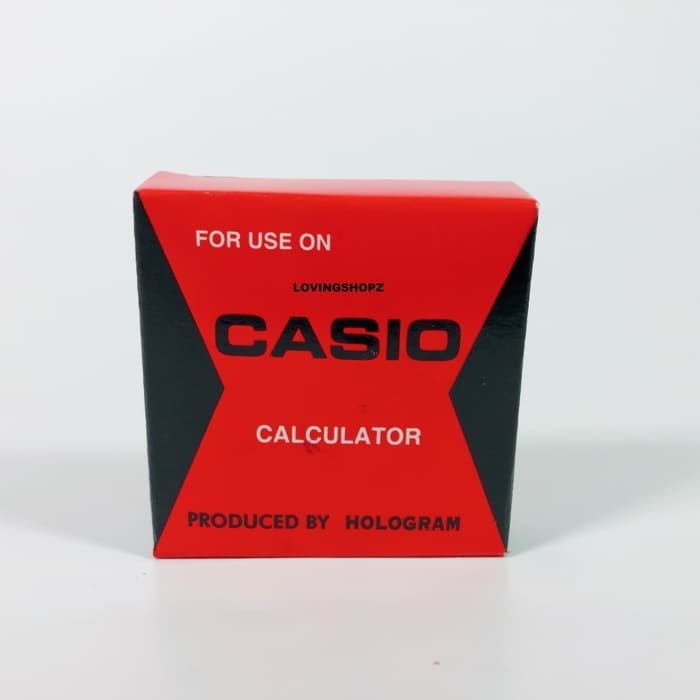 FOR USE ON
LOVINGSHOPZ
CASIO
CALCULATOR
PRODUCED BY HOLOGRAM